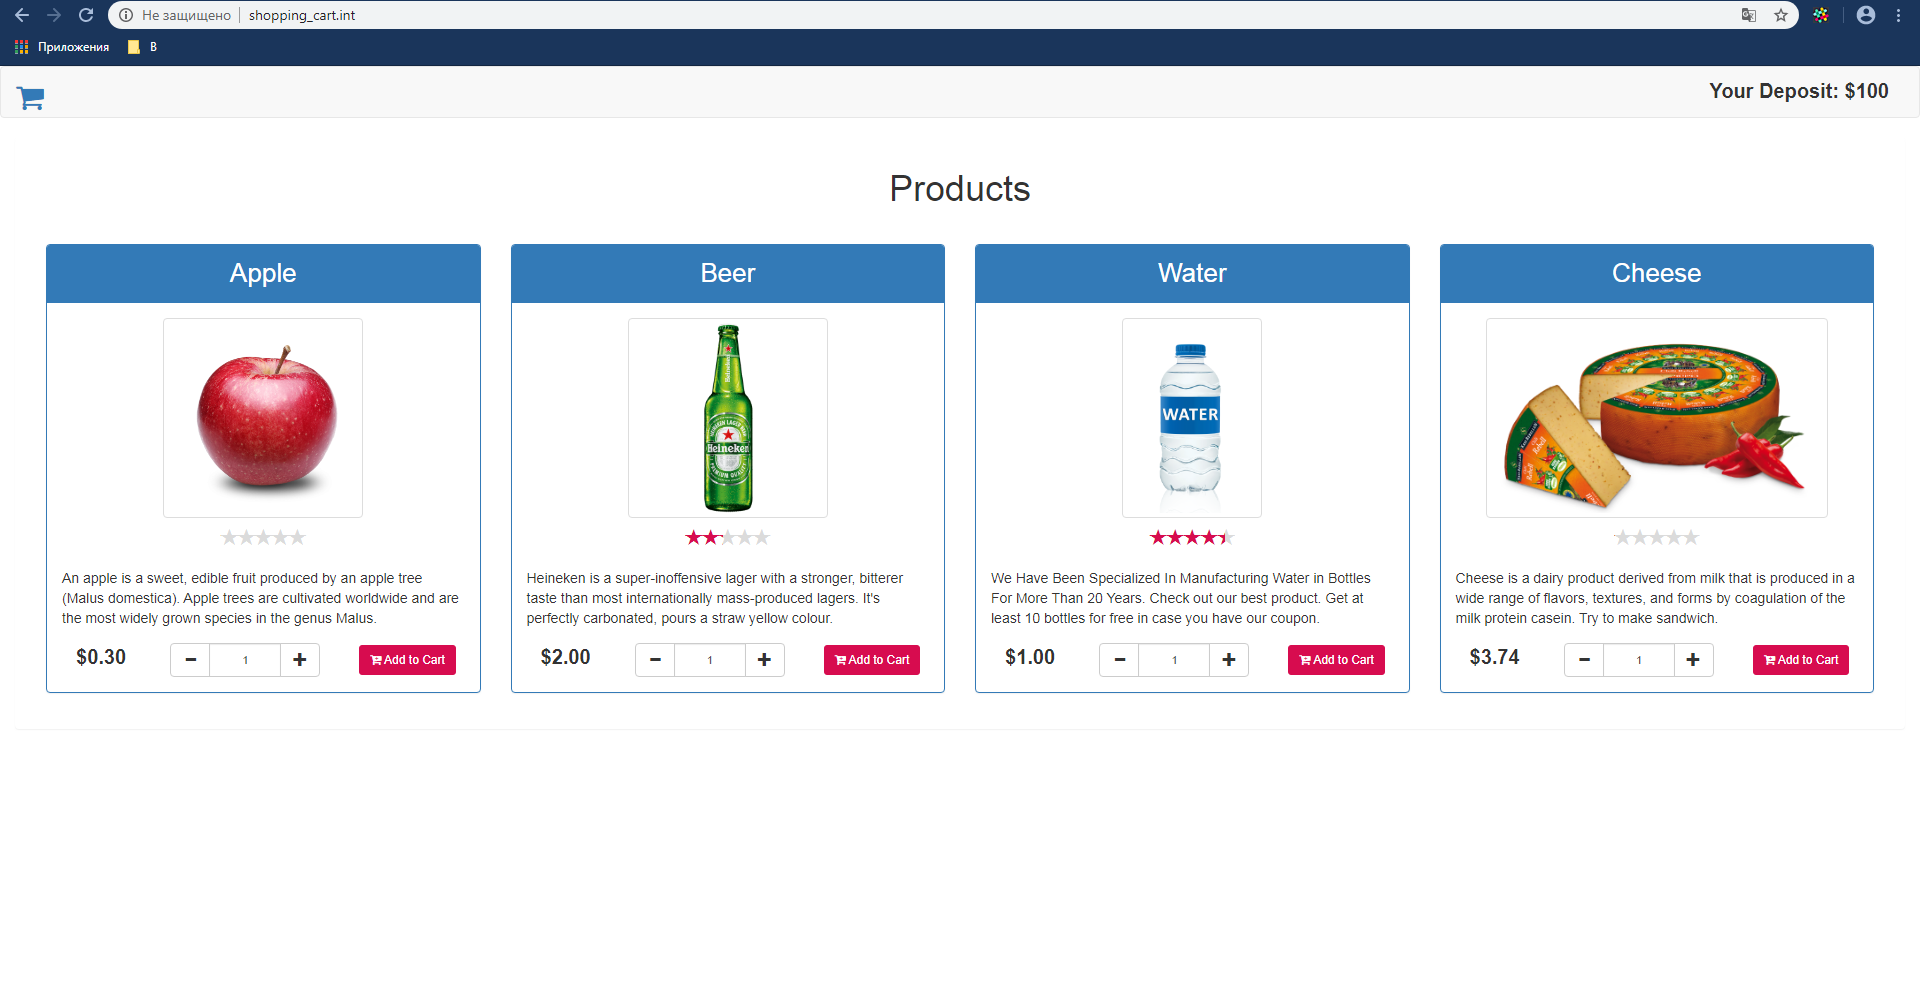 Не защищено
shopping_cart.int
Приложения
В
Your Deposit: $100
Products
Apple
An apple is a sweet, edible fruit produced by an apple tree
(Malus domestica). Apple trees are cultivated worldwide and are
the most widely grown species in the genus Malus.
$0.30
1
Add to Cart
Beer
Heineken
Heineken is a super-inoffensive lager with a stronger, bitterer
taste than most internationally mass-produced lagers. It's
perfectly carbonated, pours a straw yellow colour.
$2.00
1
Add to Cart
Water
WATER
We Have Been Specialized In Manufacturing Water in Bottles
For More Than 20 Years. Check out our best product. Get at
least 10 bottles for free in case you have our coupon.
$1.00
1
Add to Cart
Cheese
Cheese is a dairy product derived from milk that is produced in a
wide range of flavors, textures, and forms by coagulation of the
milk protein casein. Try to make sandwich.
$3.74
1
Add to Cart